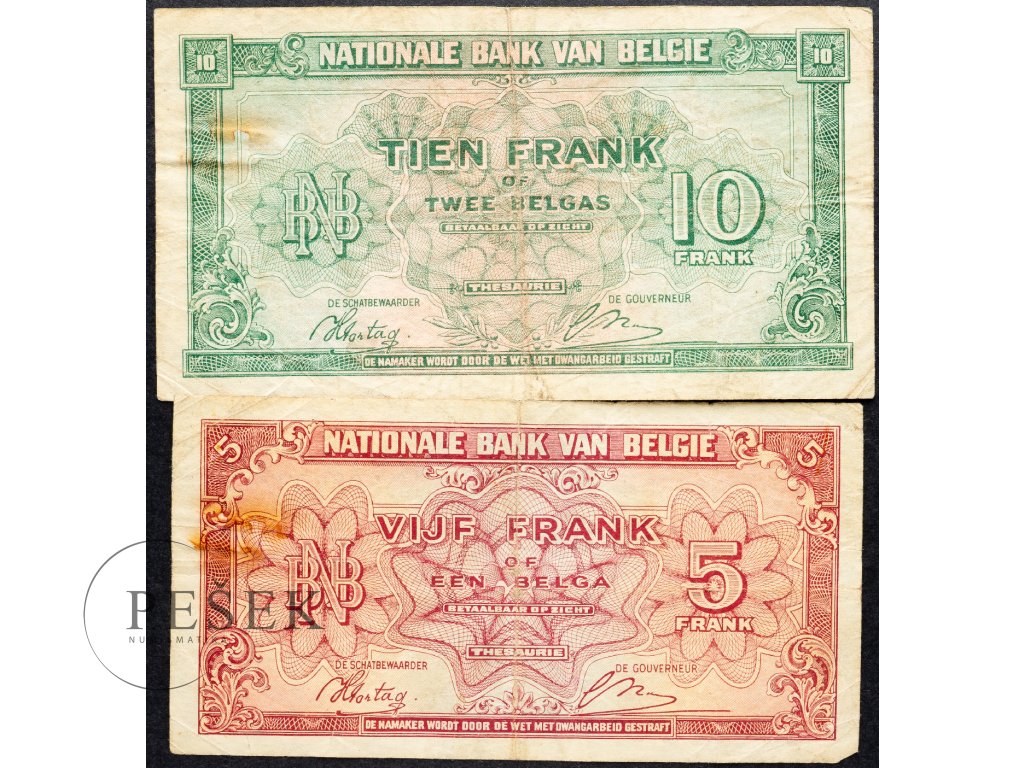 10 NATIONALE BANK VAN BELGIE 10
TIEN FRANK
OF
TWEE BELGAS
BETAALBAAR OP ZICHT
NBB
10
FRANK
THESAURIE
DE SCHATBEWAARDER
DE GOUVERNEUR
DE NAMAKER WORDT DOOR DE WET MET DWANGARBEID GESTRAFT
5 NATIONALE BANK VAN BELGIE 5
VIJF FRANK
OF
EEN BELGA
BETAALBAAR OP ZICHT
NBB
5
FRANK
THESAURIE
DE SCHATBEWAARDER
DE GOUVERNEUR
DE NAMAKER WORDT DOOR DE WET MET DWANGARBEID GESTRAFT
PEŠEK
NUMISMATIKA